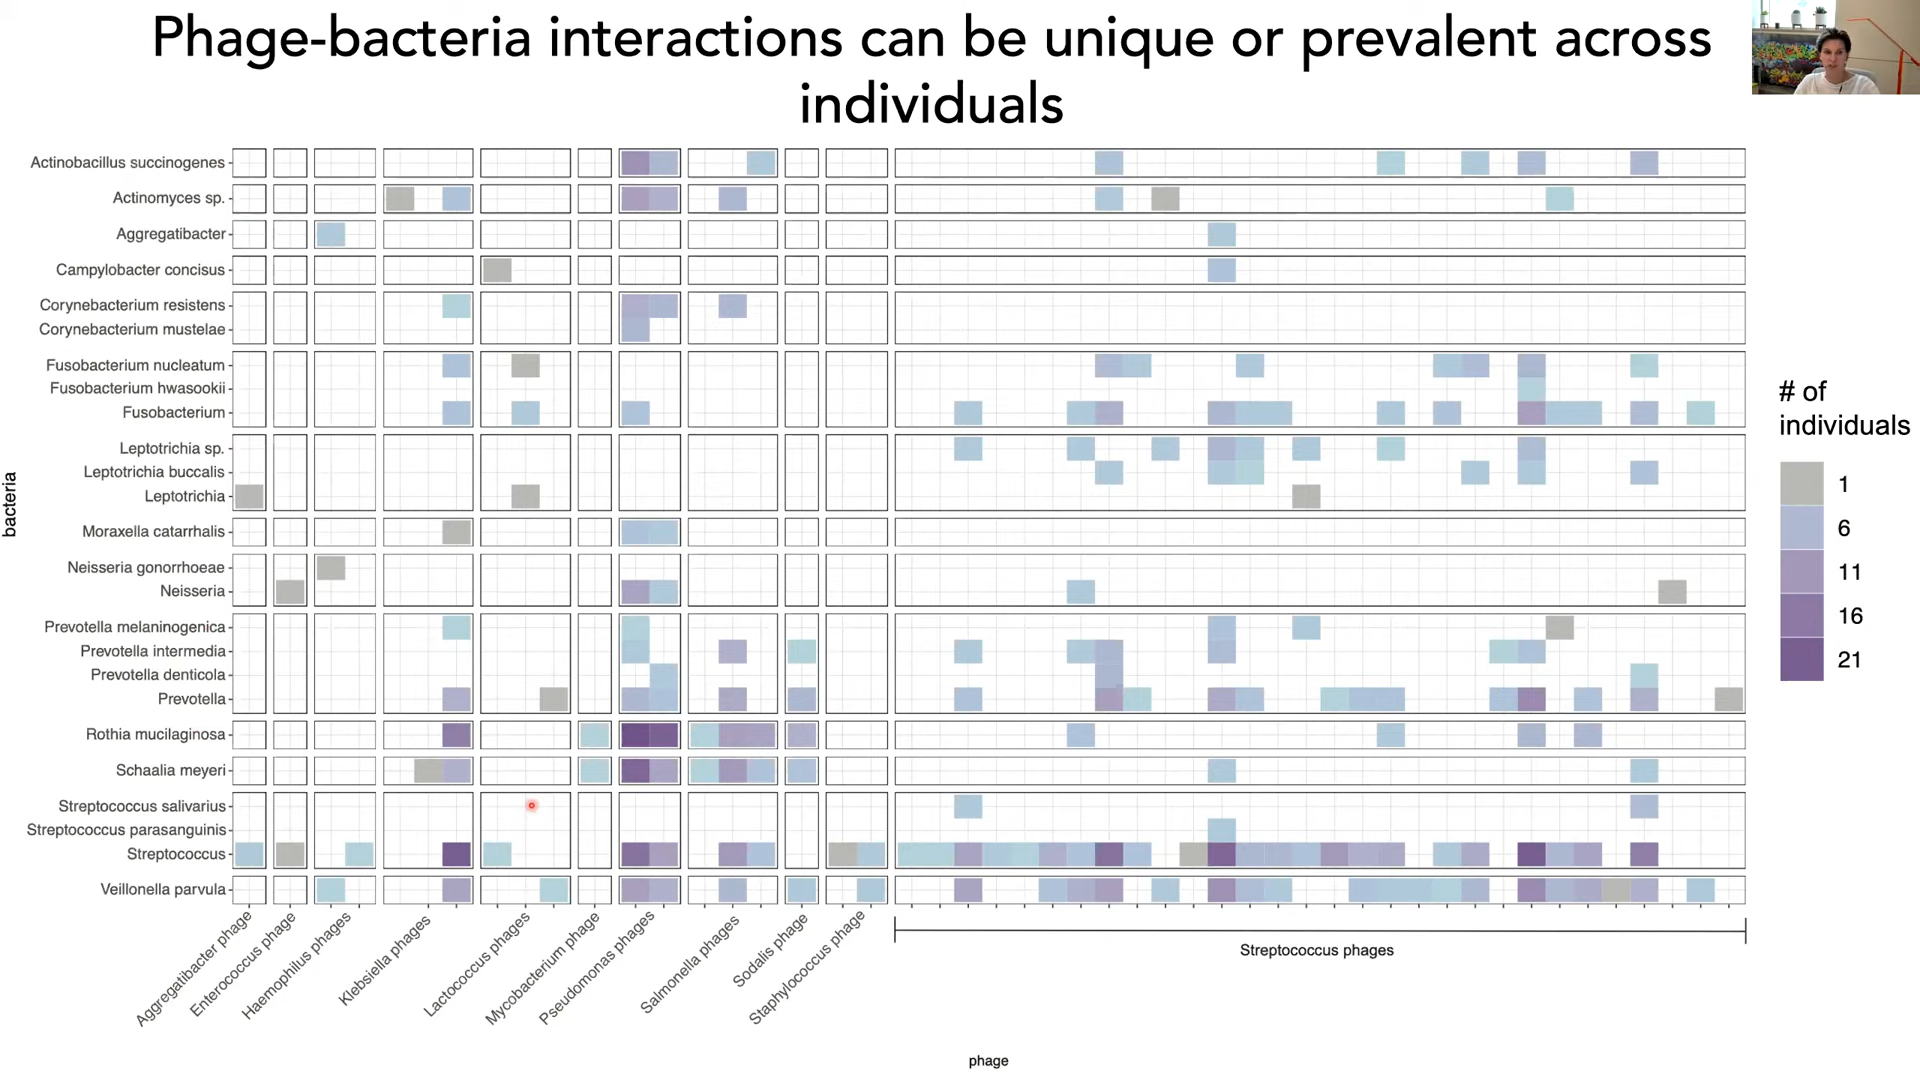 Phage-bacteria interactions can be unique or prevalent across
individuals
Actinobacillus succinogenes
Actinomyces sp.
Aggregatibacter
Campylobacter concisus
Corynebacterium resistens
Corynebacterium mustelae
Fusobacterium nucleatum
Fusobacterium hwasookii
Fusobacterium
Leptotrichia sp.
Leptotrichia buccalis
Leptotrichia
Moraxella catarrhalis
Neisseria gonorrhoeae
Neisseria
Prevotella melaninogenica
Prevotella intermedia
Prevotella denticola
Prevotella
Rothia mucilaginosa
Schaalia meyeri
Streptococcus salivarius
Streptococcus parasanguinis
Streptococcus
Veillonella parvula
bacteria
Aggregatibacter phage
Enterococcus phage
Haemophilus phages
Klebsiella phages
Lactococcus phages
Mycobacterium phage
Pseudomonas phages
Salmonella phages
Sodalis phage
Staphylococcus phage
Streptococcus phages
phage
# of
individuals
1
6
11
16
21